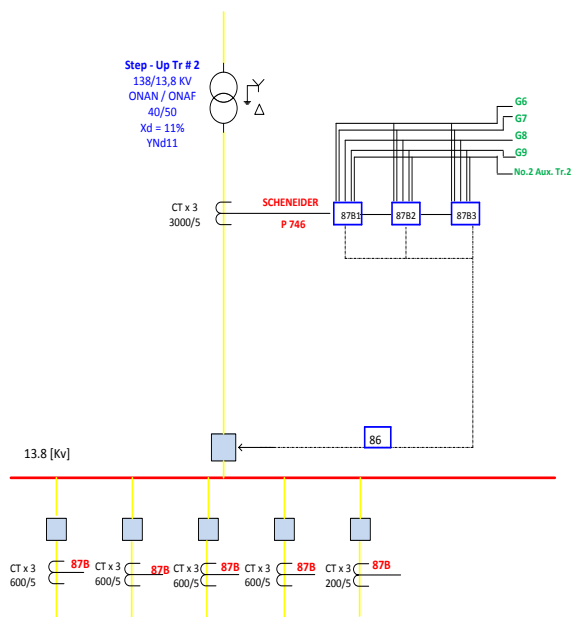 Step - Up Tr # 2
138/13,8 KV
ONAN / ONAF
40/50
Xd = 11%
YNd11
G6
G7
G8
G9
No.2 Aux. Tr.2
CT x 3
3000/5
SCHENEIDER
P 746
87B1
87B2
87B3
86
13.8 [Kv]
CT x 3
600/5
87B
CT x 3
600/5
87B
CT x 3
600/5
87B
CT x 3
600/5
87B
CT x 3
200/5
87B